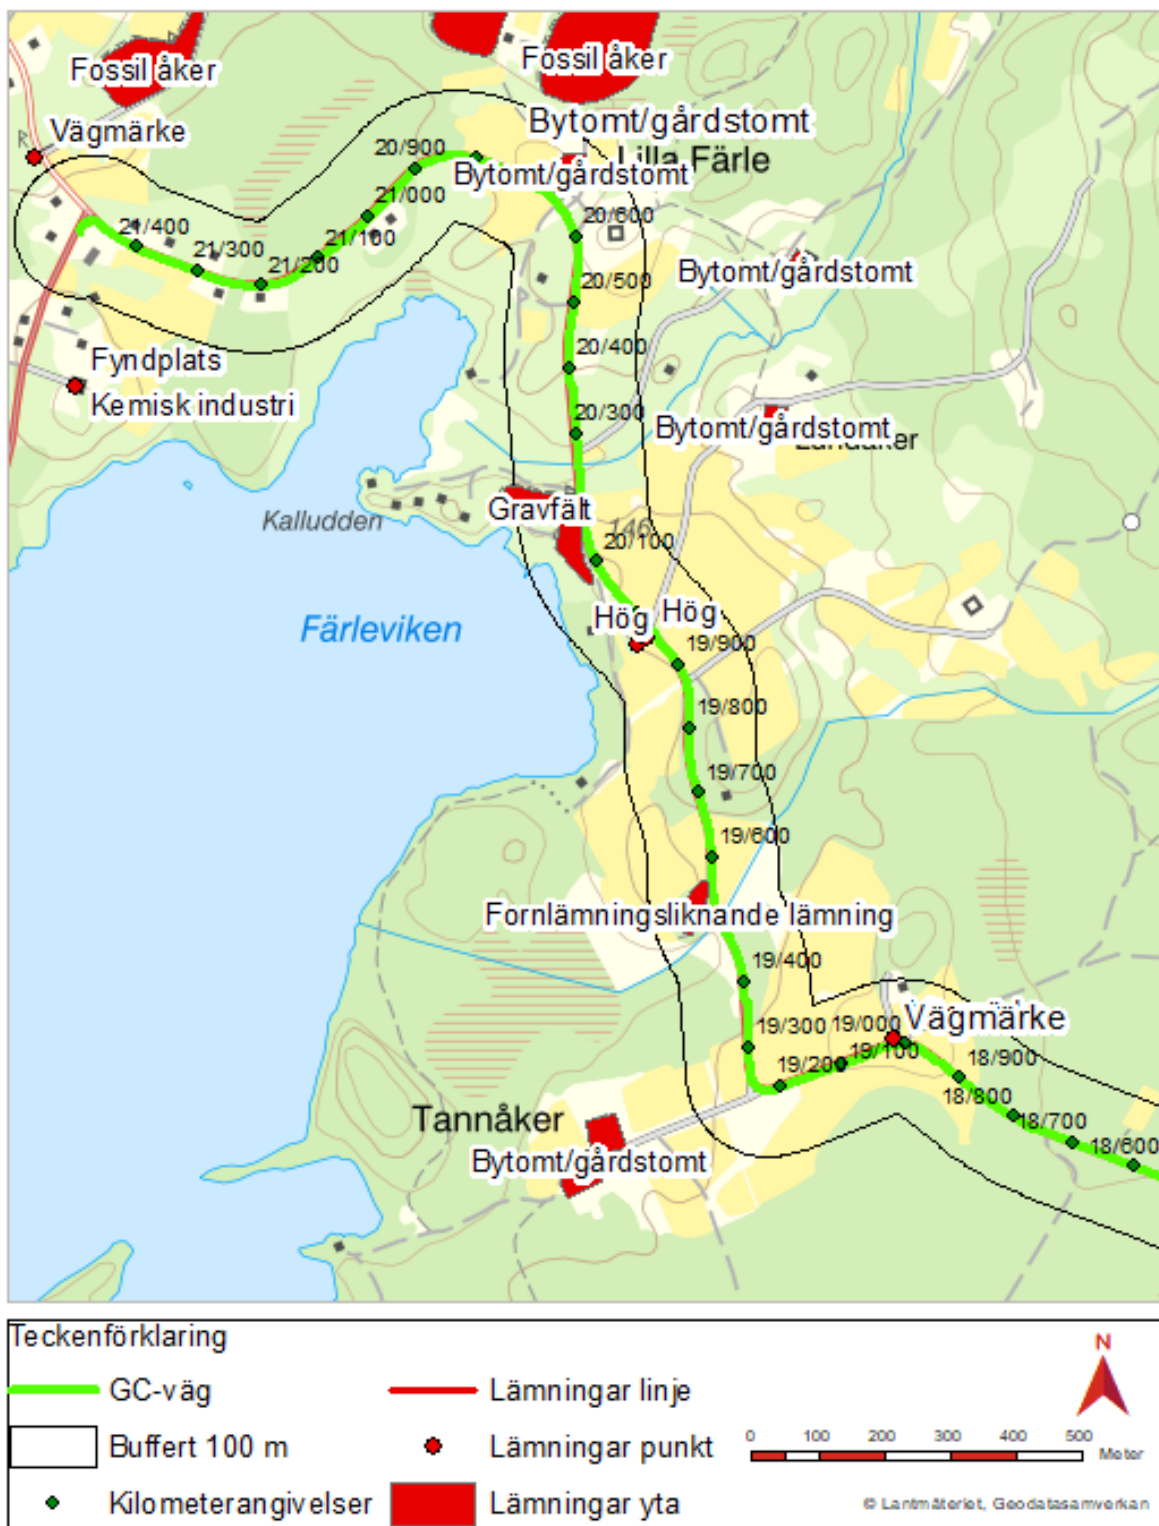 Fossil åker
Fossil åker
Vägmärke
Bytomt/gårdstomt
20/900
Lilla Färle
Bytomt/gårdstomt
21/000
20/600
21/400
21/100
21/300
21/200
Bytomt/gårdstomt
20/500
20/400
Fyndplats
Kemisk industri
20/300
Bytomt/gårdstomt
Gravfält
Kalludden
146
20/100
Färleviken
Hög
Hög
19/900
19/800
19/700
19/600
Fornlämningsliknande lämning
19/400
19/300
19/000
Vägmärke
19/100
19/200
18/900
18/800
18/700
18/600
Tannåker
Bytomt/gårdstomt
Teckenförklaring
GC-väg
Lämningar linje
N
Buffert 100 m
Lämningar punkt
0 100 200 300 400 500
Meter
Kilometerangivelser
Lämningar yta
© Lantmäteriet, Geodatasamverkan